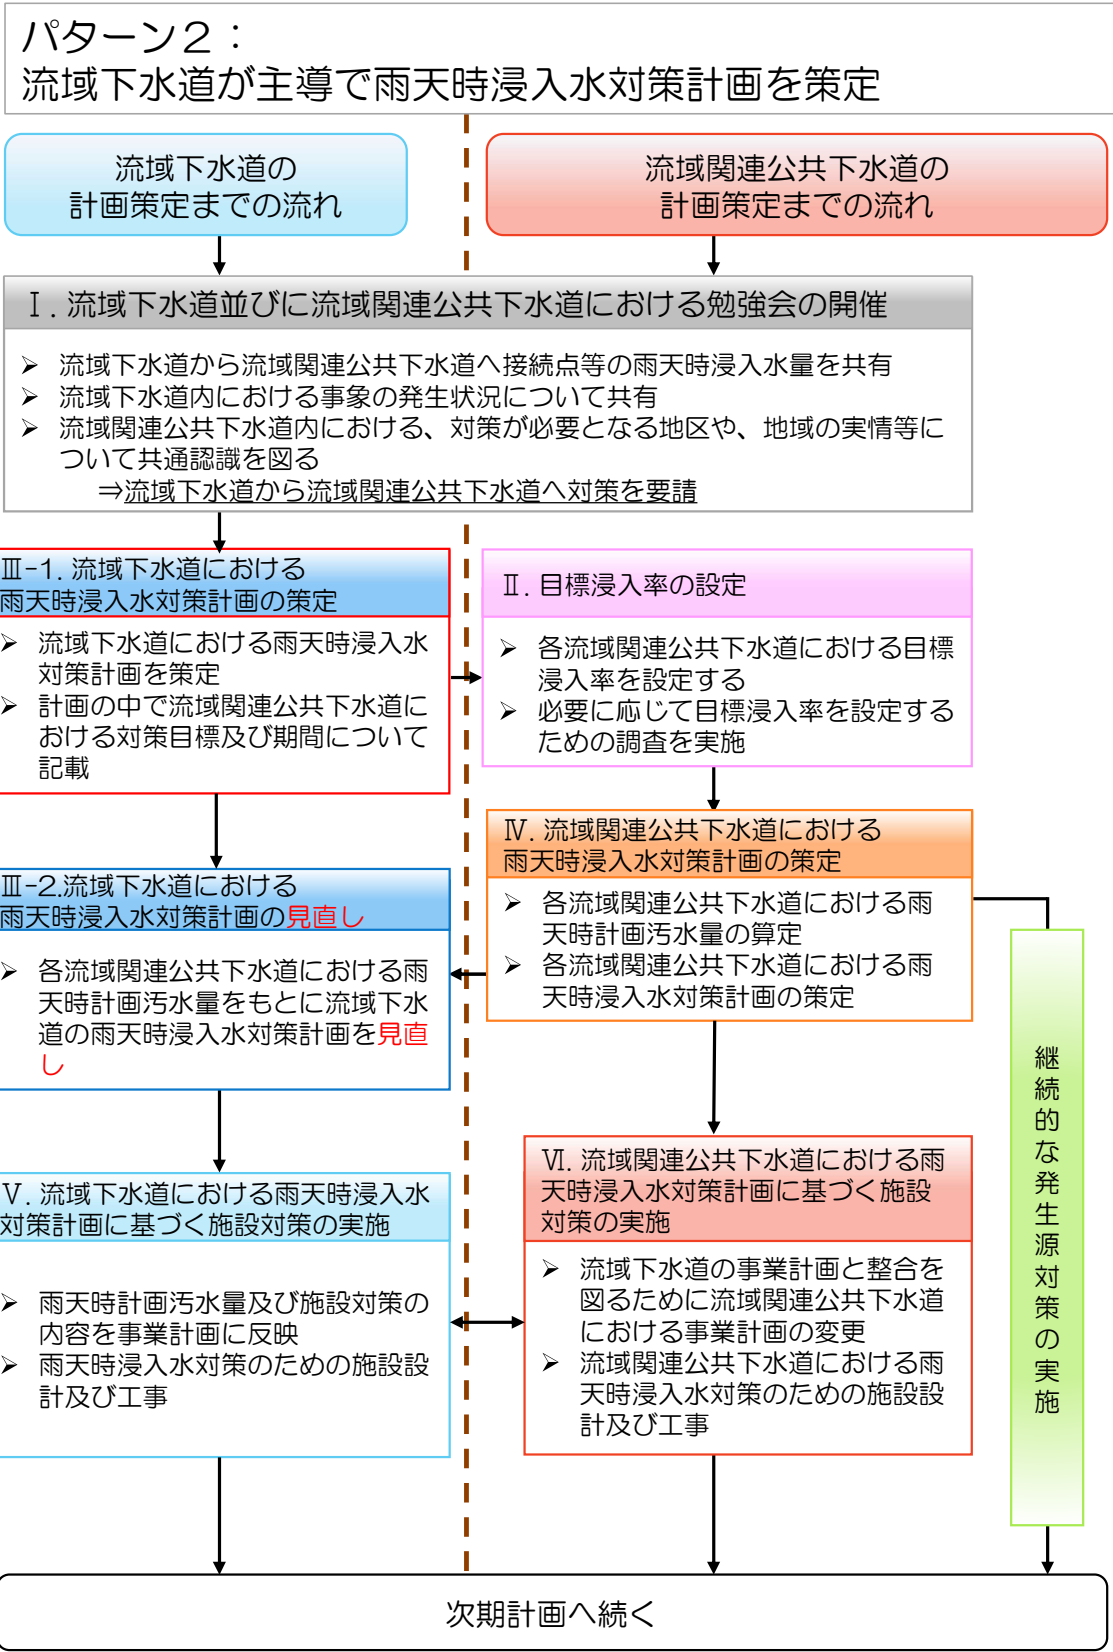 パターン２：
流域下水道が主導で雨天時浸入水対策計画を策定
流域下水道の
計画策定までの流れ
流域関連公共下水道の
計画策定までの流れ
Ⅰ．流域下水道並びに流域関連公共下水道における勉強会の開催
➢ 流域下水道から流域関連公共下水道へ接続点等の雨天時浸入水量を共有
➢ 流域下水道内における事象の発生状況について共有
➢ 流域関連公共下水道内における、対策が必要となる地区や、地域の実情等に
ついて共通認識を図る
⇒流域下水道から流域関連公共下水道へ対策を要請
Ⅲ-1．流域下水道における
雨天時浸入水対策計画の策定
➢ 流域下水道における雨天時浸入水
対策計画を策定
➢ 計画の中で流域関連公共下水道に
おける対策目標及び期間について
記載
Ⅱ．目標浸入率の設定
➢ 各流域関連公共下水道における目標
浸入率を設定する
➢ 必要に応じて目標浸入率を設定する
ための調査を実施
Ⅳ．流域関連公共下水道における
雨天時浸入水対策計画の策定
➢ 各流域関連公共下水道における雨
天時計画汚水量の算定
➢ 各流域関連公共下水道における雨
天時浸入水対策計画の策定
Ⅲ-2.流域下水道における
雨天時浸入水対策計画の見直し
➢ 各流域関連公共下水道における雨
天時計画汚水量をもとに流域下水
道の雨天時浸入水対策計画を見直
し
継続的な発生源対策の実施
Ⅴ．流域下水道における雨天時浸入水
対策計画に基づく施設対策の実施
➢ 雨天時計画汚水量及び施設対策の
内容を事業計画に反映
➢ 雨天時浸入水対策のための施設設
計及び工事
Ⅵ．流域関連公共下水道における雨
天時浸入水対策計画に基づく施設
対策の実施
➢ 流域下水道の事業計画と整合を
図るために流域関連公共下水道
における事業計画の変更
➢ 流域関連公共下水道における雨
天時浸入水対策のための施設設
計及び工事
次期計画へ続く